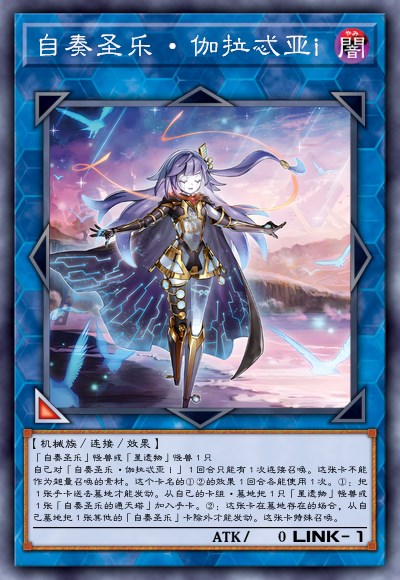 自奏圣乐・伽拉忒亚i
やみ
闇
【机械族／连接／效果】
「自奏圣乐」怪兽或「星遗物」怪兽1只
自己对「自奏圣乐・伽拉忒亚i」1回合只能有1次连接召唤。这张卡不能
作为超量召唤的素材。这个卡名的①②的效果1回合各能使用1次。①：把
1张手卡送去墓地才能发动。从自己的卡组・墓地把1只「星遗物」怪兽或
1张「自奏圣乐的通天塔」加入手卡。②：这张卡在墓地存在的场合，从自
己墓地把1张其他的「自奏圣乐」卡除外才能发动。这张卡特殊召唤。
ATK/ 0 LINK-1